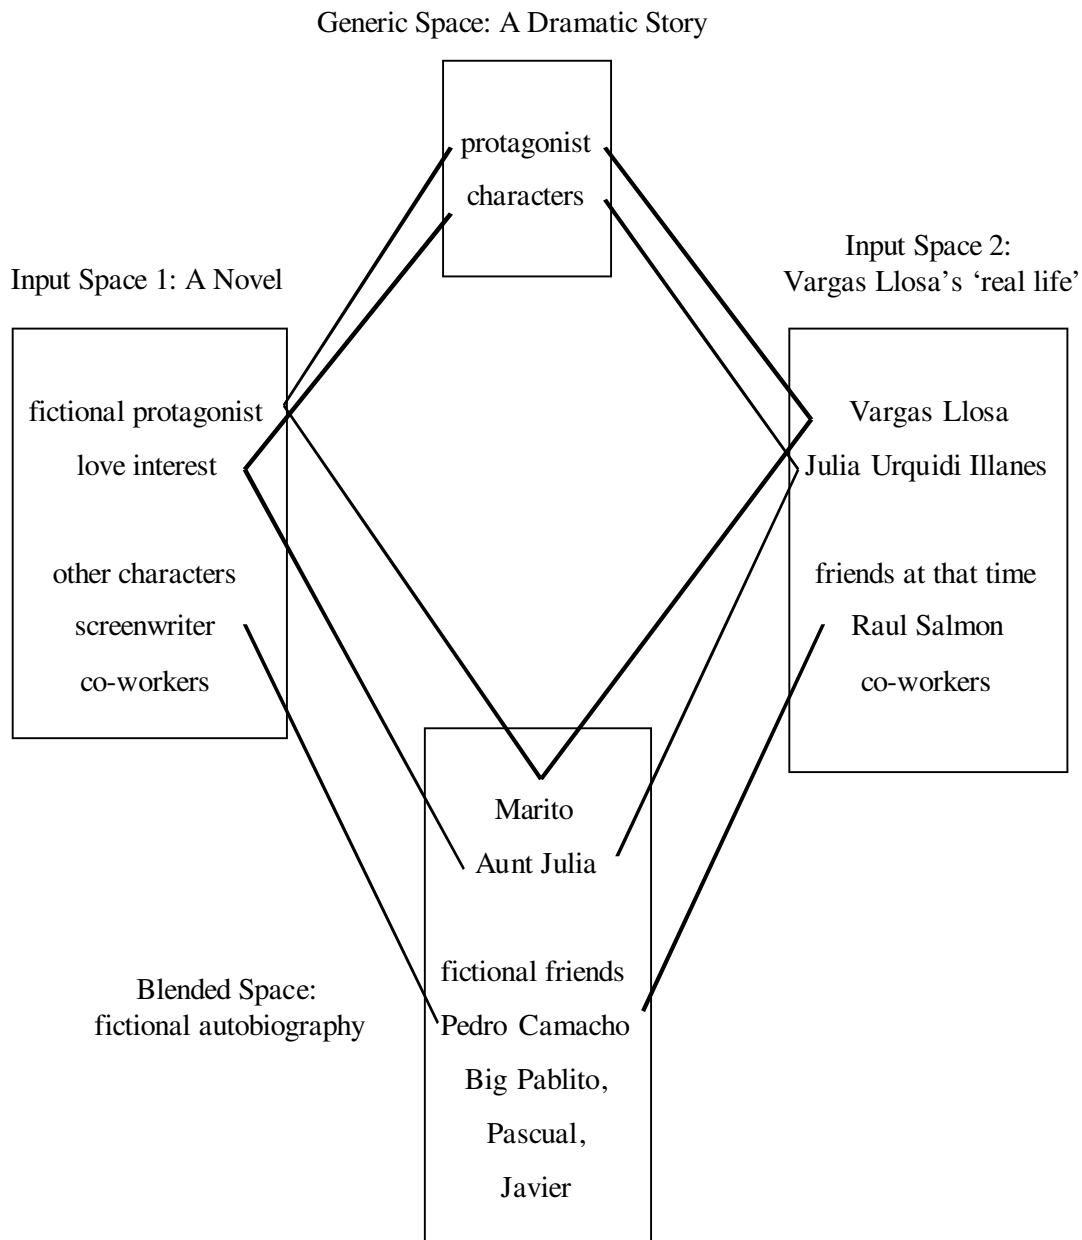 Generic Space: A Dramatic Story
protagonist
characters
Input Space 1: A Novel
fictional protagonist
love interest
other characters
screenwriter
co-workers
Input Space 2:
Vargas Llosa’s ‘real life’
Vargas Llosa
Julia Urquidi Illanes
friends at that time
Raul Salmon
co-workers
Blended Space:
fictional autobiography
Marito
Aunt Julia
fictional friends
Pedro Camacho
Big Pablito,
Pascual,
Javier